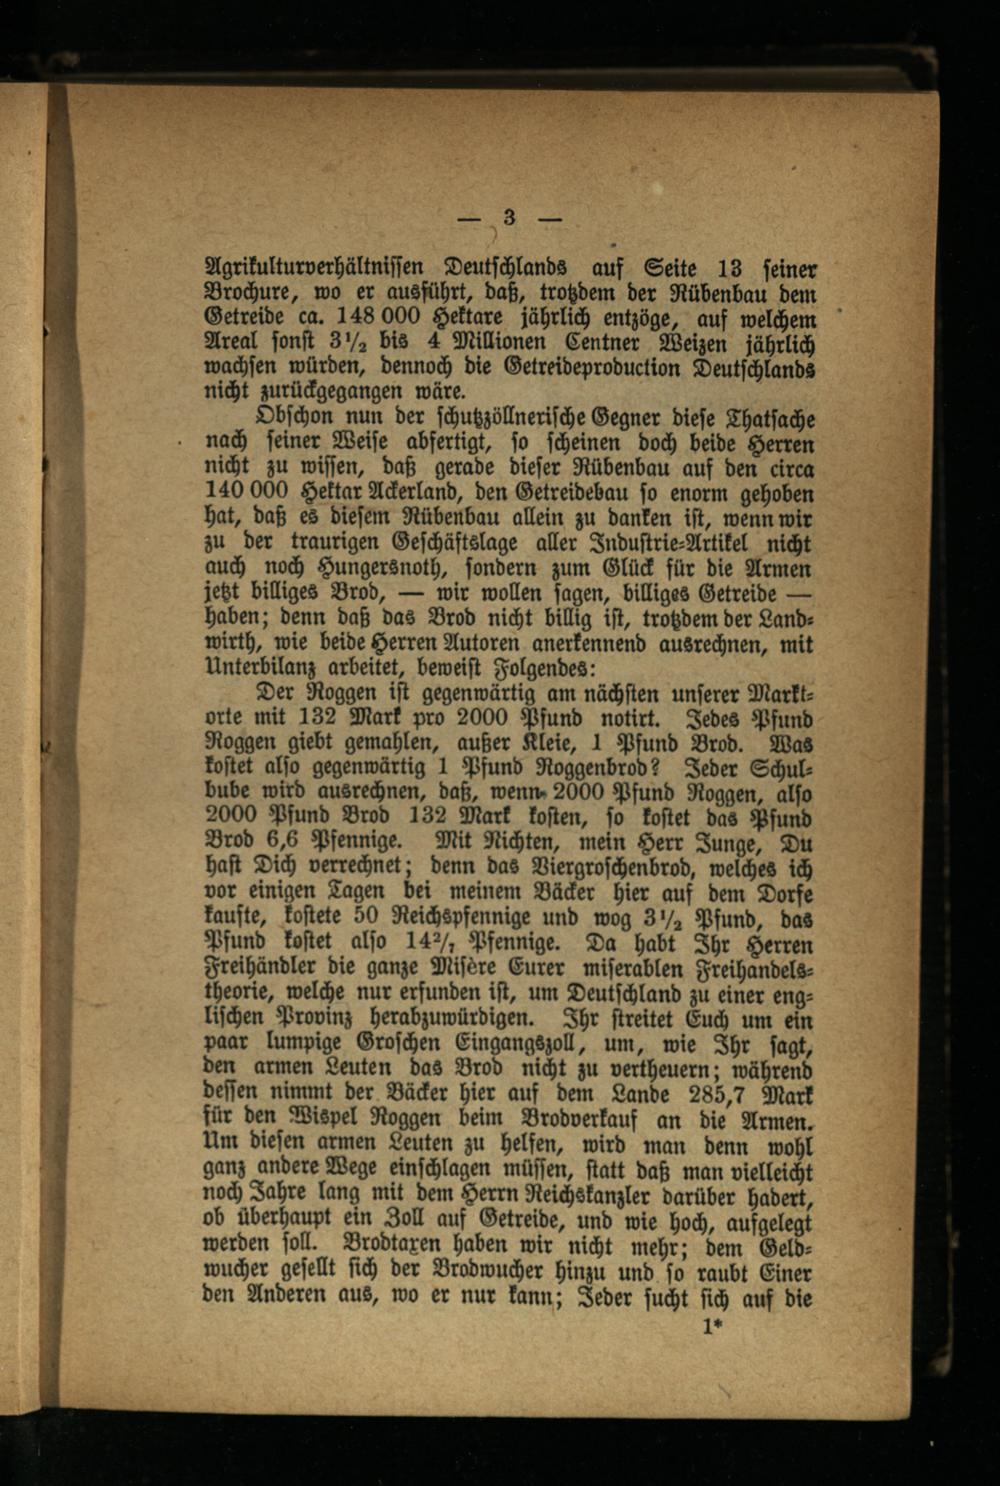 — 3 —
Agrikulturverhältnissen Deutschlands auf Seite 13 seiner
Brochure, wo er ausführt, daß, trotzdem der Rübenbau dem
Getreide ca. 148 000 Hektare jährlich entzöge, auf welchem
Areal sonst 3½ bis 4 Millionen Centner Weizen jährlich
wachsen würden, dennoch die Getreideproduction Deutschlands
nicht zurückgegangen wäre.
Obschon nun der schutzzöllnerische Gegner diese Thatsache
nach seiner Weise abfertigt, so scheinen doch beide Herren
nicht zu wissen, daß gerade dieser Rübenbau auf den circa
140 000 Hektar Ackerland, den Getreidebau so enorm gehoben
hat, daß es diesem Rübenbau allein zu danken ist, wenn wir
zu der traurigen Geschäftslage aller Industrie-Artikel nicht
auch noch Hungersnoth, sondern zum Glück für die Armen
jetzt billiges Brod, — wir wollen sagen, billiges Getreide —
haben; denn daß das Brod nicht billig ist, trotzdem der Land-
wirth, wie beide Herren Autoren anerkennend ausrechnen, mit
Unterbilanz arbeitet, beweist Folgendes:
Der Roggen ist gegenwärtig am nächsten unserer Markt-
orte mit 132 Mark pro 2000 Pfund notirt. Jedes Pfund
Roggen giebt gemahlen, außer Kleie, 1 Pfund Brod. Was
kostet also gegenwärtig 1 Pfund Roggenbrod? Jeder Schul-
bube wird ausrechnen, daß, wenn 2000 Pfund Roggen, also
2000 Pfund Brod 132 Mark kosten, so kostet das Pfund
Brod 6,6 Pfennige. Mit Nichten, mein Herr Junge, Du
hast Dich verrechnet; denn das Viergroschenbrod, welches ich
vor einigen Tagen bei meinem Bäcker hier auf dem Dorfe
kaufte, kostete 50 Reichspfennige und wog 3½ Pfund, das
Pfund kostet also 14²/₇ Pfennige. Da habt Ihr Herren
Freihändler die ganze Misère Eurer miserablen Freihandels-
theorie, welche nur erfunden ist, um Deutschland zu einer eng-
lischen Provinz herabzuwürdigen. Ihr streitet Euch um ein
paar lumpige Groschen Eingangszoll, um, wie Ihr sagt,
den armen Leuten das Brod nicht zu vertheuern; während
dessen nimmt der Bäcker hier auf dem Lande 285,7 Mark
für den Wispel Roggen beim Brodverkauf an die Armen.
Um diesen armen Leuten zu helfen, wird man denn wohl
ganz andere Wege einschlagen müssen, statt daß man vielleicht
noch Jahre lang mit dem Herrn Reichskanzler darüber hadert,
ob überhaupt ein Zoll auf Getreide, und wie hoch, aufgelegt
werden soll. Brodtaxen haben wir nicht mehr; dem Geld-
wucher gesellt sich der Brodwucher hinzu und so raubt Einer
den Anderen aus, wo er nur kann; Jeder sucht sich auf die
1*